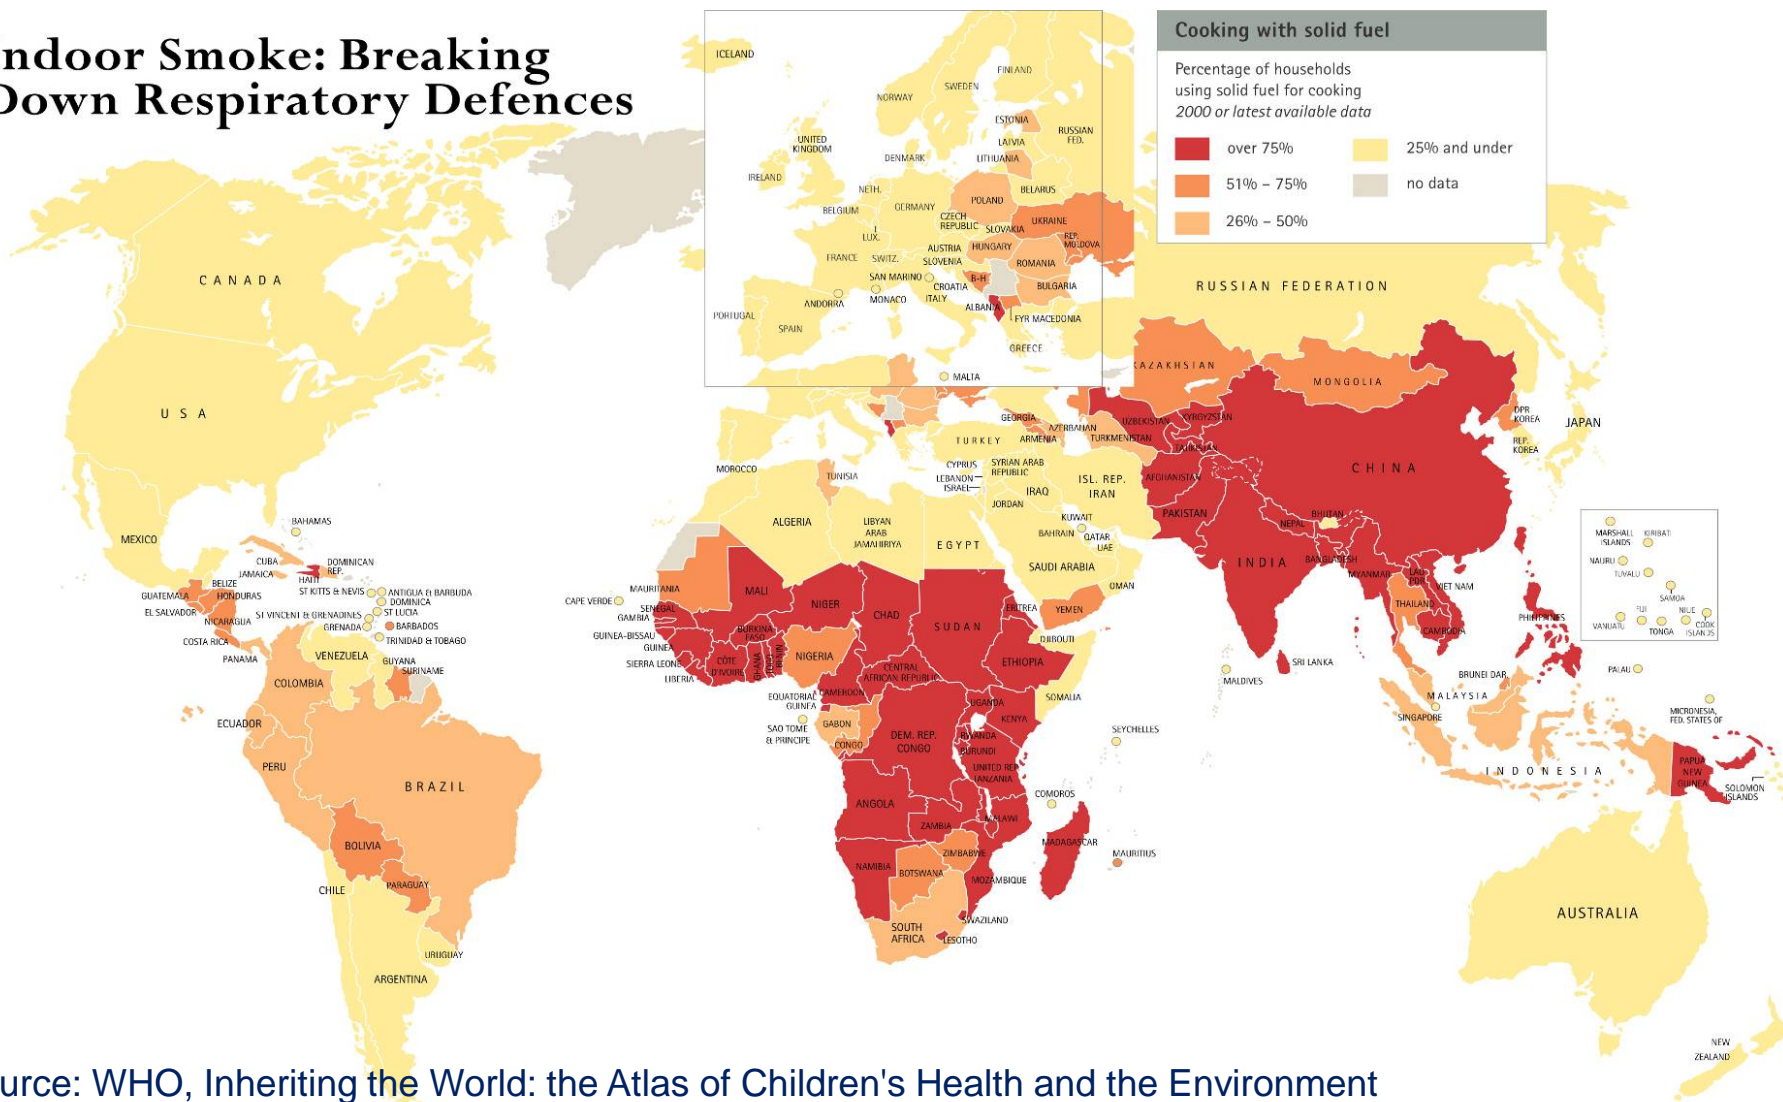 ndoor Smoke: Breaking
Down Respiratory Defences
Cooking with solid fuel
Percentage of households
using solid fuel for cooking
2000 or latest available data
over 75%
51% – 75%
26% – 50%
25% and under
no data
ICELAND
NORWAY
SWEDEN
FINLAND
ESTONIA
LATVIA
LITHUANIA
RUSSIAN
FED.
UNITED
KINGDOM
IRELAND
DENMARK
NETH.
BELGIUM
LUX.
GERMANY
POLAND
BELARUS
CZECH
REPUBLIC
SLOVAKIA
UKRAINE
REP.
MOLDOVA
AUSTRIA
HUNGARY
SLOVENIA
ROMANIA
FRANCE
SWITZ.
SAN MARINO
CROATIA
B-H
BULGARIA
ANDORRA
MONACO
ITALY
ALBANIA
FYR MACEDONIA
PORTUGAL
SPAIN
GREECE
MALTA
CANADA
USA
MEXICO
BAHAMAS
CUBA
JAMAICA
HAITI
DOMINICAN
REP.
BELIZE
GUATEMALA
HONDURAS
EL SALVADOR
NICARAGUA
COSTA RICA
PANAMA
ST KITTS & NEVIS
ANTIGUA & BARBUDA
DOMINICA
ST LUCIA
ST VINCENT & GRENADINES
BARBADOS
GRENADA
TRINIDAD & TOBAGO
VENEZUELA
GUYANA
SURINAME
COLOMBIA
ECUADOR
PERU
BRAZIL
BOLIVIA
PARAGUAY
CHILE
URUGUAY
ARGENTINA
RUSSIAN FEDERATION
KAZAKHSTAN
MONGOLIA
GEORGIA
ARMENIA
AZERBAIJAN
TURKMENISTAN
UZBEKISTAN
KYRGYZSTAN
TAJIKISTAN
TURKEY
CYPRUS
LEBANON
ISRAEL
SYRIAN ARAB
REPUBLIC
IRAQ
JORDAN
ISL. REP.
IRAN
KUWAIT
BAHRAIN
QATAR
UAE
SAUDI ARABIA
OMAN
YEMEN
AFGHANISTAN
PAKISTAN
INDIA
NEPAL
BHUTAN
BANGLADESH
MYANMAR
CHINA
DPR
KOREA
REP.
KOREA
JAPAN
LAO
PDR
VIET NAM
THAILAND
CAMBODIA
PHILIPPINES
SRI LANKA
MALDIVES
BRUNEI DAR.
MALAYSIA
SINGAPORE
INDONESIA
PALAU
MICRONESIA,
FED. STATES OF
PAPUA
NEW
GUINEA
SOLOMON
ISLANDS
MARSHALL
ISLANDS
KIRIBATI
NAURU
TUVALU
SAMOA
VANUATU
FIJI
TONGA
NIUE
COOK
ISLANDS
AUSTRALIA
NEW
ZEALAND
MOROCCO
TUNISIA
ALGERIA
LIBYAN
ARAB
JAMAHIRIYA
EGYPT
CAPE VERDE
MAURITANIA
SENEGAL
GAMBIA
GUINEA-BISSAU
GUINEA
SIERRA LEONE
LIBERIA
MALI
BURKINA
FASO
CÔTE
D'IVOIRE
GHANA
TOGO
BENIN
NIGER
NIGERIA
CHAD
SUDAN
ERITREA
DJIBOUTI
ETHIOPIA
SOMALIA
CENTRAL
AFRICAN REPUBLIC
CAMEROON
EQUATORIAL
GUINEA
SAO TOME
& PRINCIPE
GABON
CONGO
DEM. REP.
CONGO
UGANDA
KENYA
RWANDA
BURUNDI
UNITED REP.
TANZANIA
SEYCHELLES
COMOROS
ANGOLA
ZAMBIA
MALAWI
MADAGASCAR
MAURITIUS
NAMIBIA
BOTSWANA
ZIMBABWE
MOZAMBIQUE
SOUTH
AFRICA
SWAZILAND
LESOTHO
urce: WHO, Inheriting the World: the Atlas of Children's Health and the Environment